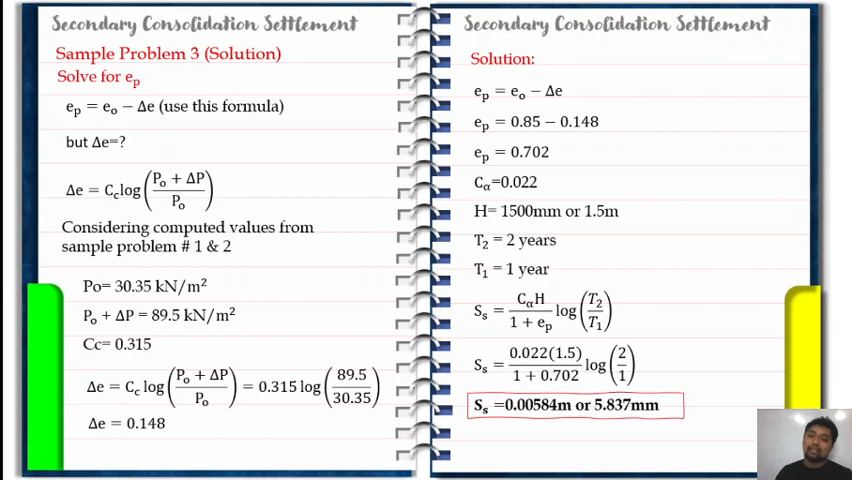 Secondary Consolidation Settlement
Sample Problem 3 (Solution)
Solve for eₚ
eₚ = eₒ − Δe (use this formula)
but Δe=?
Δe = C꜀log((Pₒ + ΔP)/Pₒ)
Considering computed values from
sample problem # 1 & 2
Po= 30.35 kN/m²
Pₒ + ΔP = 89.5 kN/m²
Cc= 0.315
Δe = C꜀ log((Pₒ + ΔP)/Pₒ) = 0.315 log(89.5/30.35)
Δe = 0.148
Secondary Consolidation Settlement
Solution:
eₚ = eₒ − Δe
eₚ = 0.85 − 0.148
eₚ = 0.702
Cα=0.022
H= 1500mm or 1.5m
T₂ = 2 years
T₁ = 1 year
Sₛ = CαH/(1 + eₚ) log(T₂/T₁)
Sₛ = 0.022(1.5)/(1 + 0.702) log(2/1)
Sₛ =0.00584m or 5.837mm